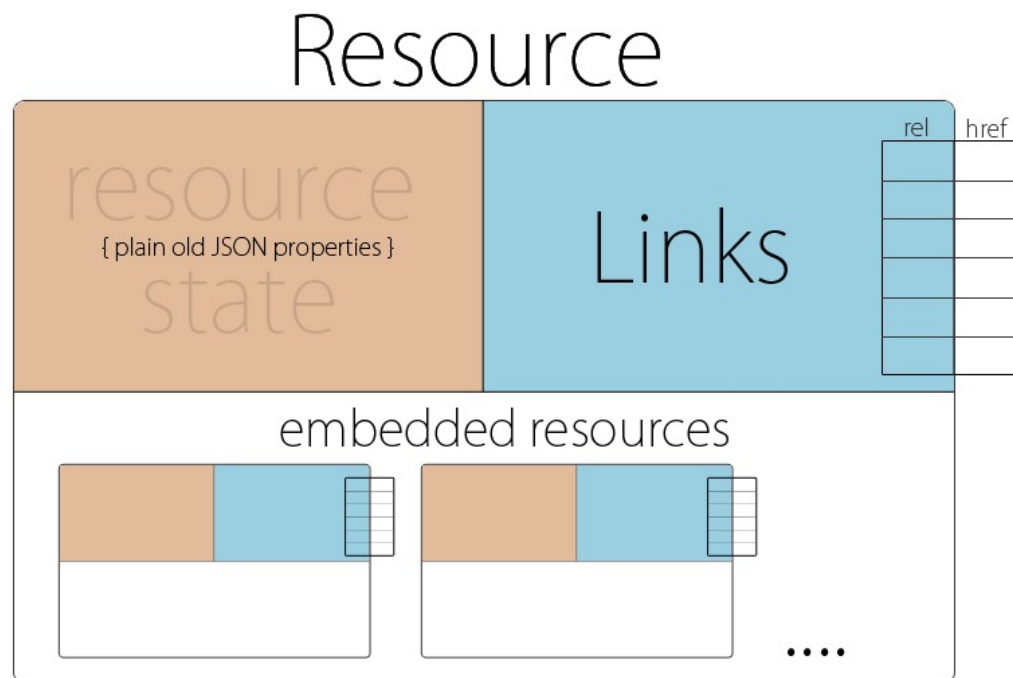 Resource
rel href
resource
{ plain old JSON properties }
state
Links
embedded resources
....